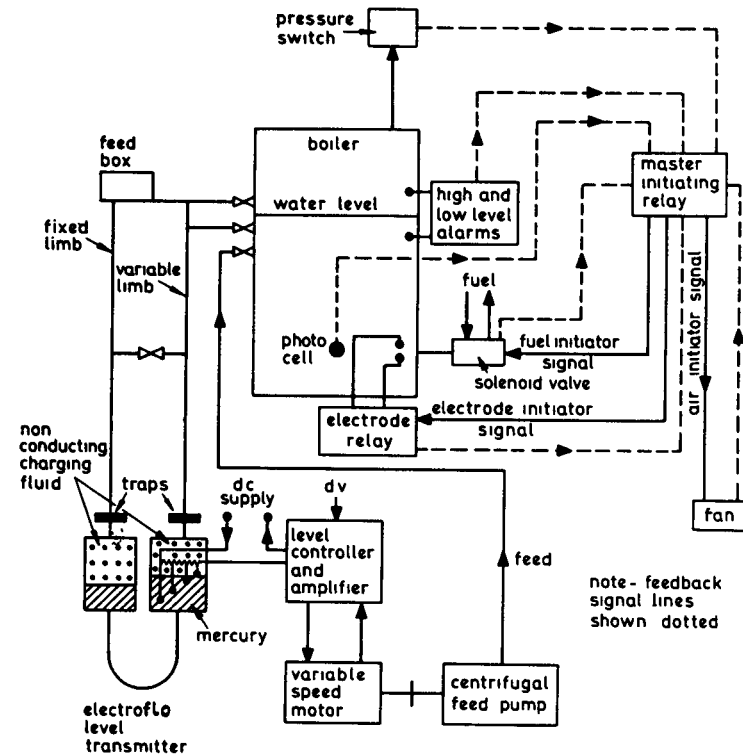 pressure
switch
feed
box
boiler
master
initiating
relay
water level
high and
low level
alarms
fixed
limb
variable
limb
fuel
photo
cell
fuel initiator
signal
solenoid valve
air initiator signal
electrode initiator
signal
electrode
relay
non
conducting
charging
fluid
traps
dc
supply
dv
fan
level
controller
and
amplifier
feed
note- feedback
signal lines
shown dotted
mercury
variable
speed
motor
centrifugal
feed pump
electroflo
level
transmitter